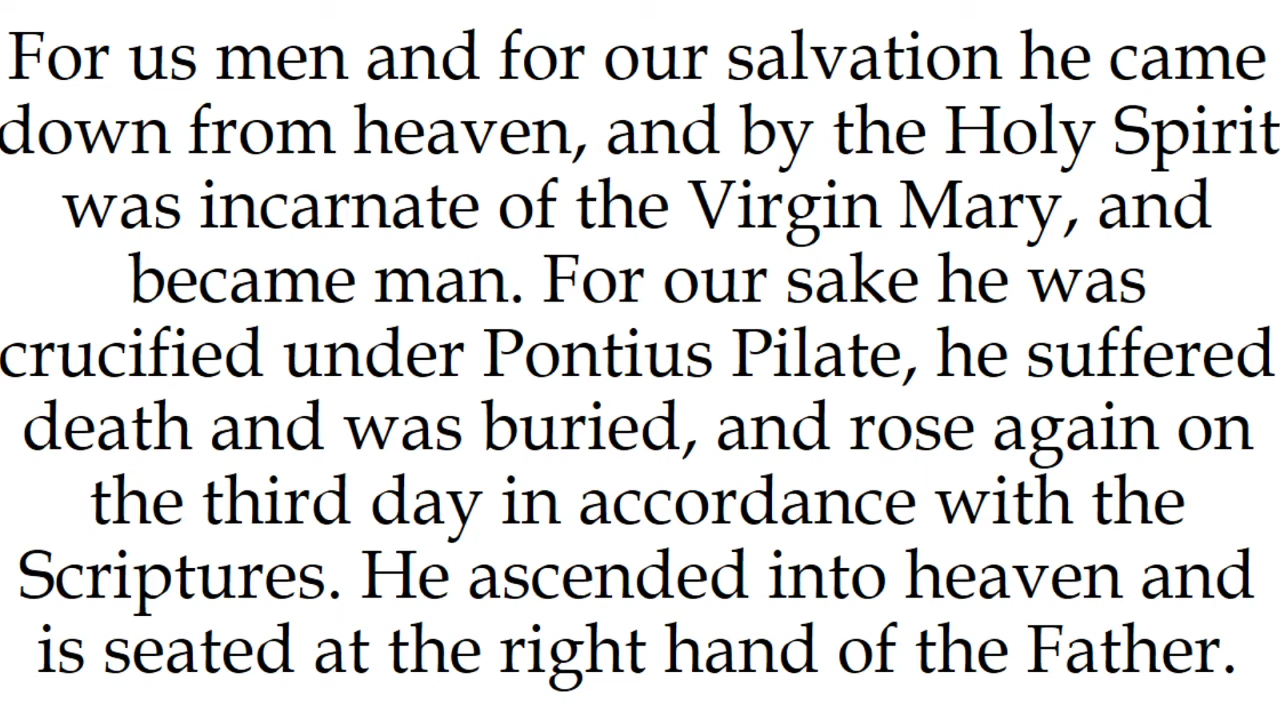 For us men and for our salvation he came
down from heaven, and by the Holy Spirit
was incarnate of the Virgin Mary, and
became man. For our sake he was
crucified under Pontius Pilate, he suffered
death and was buried, and rose again on
the third day in accordance with the
Scriptures. He ascended into heaven and
is seated at the right hand of the Father.